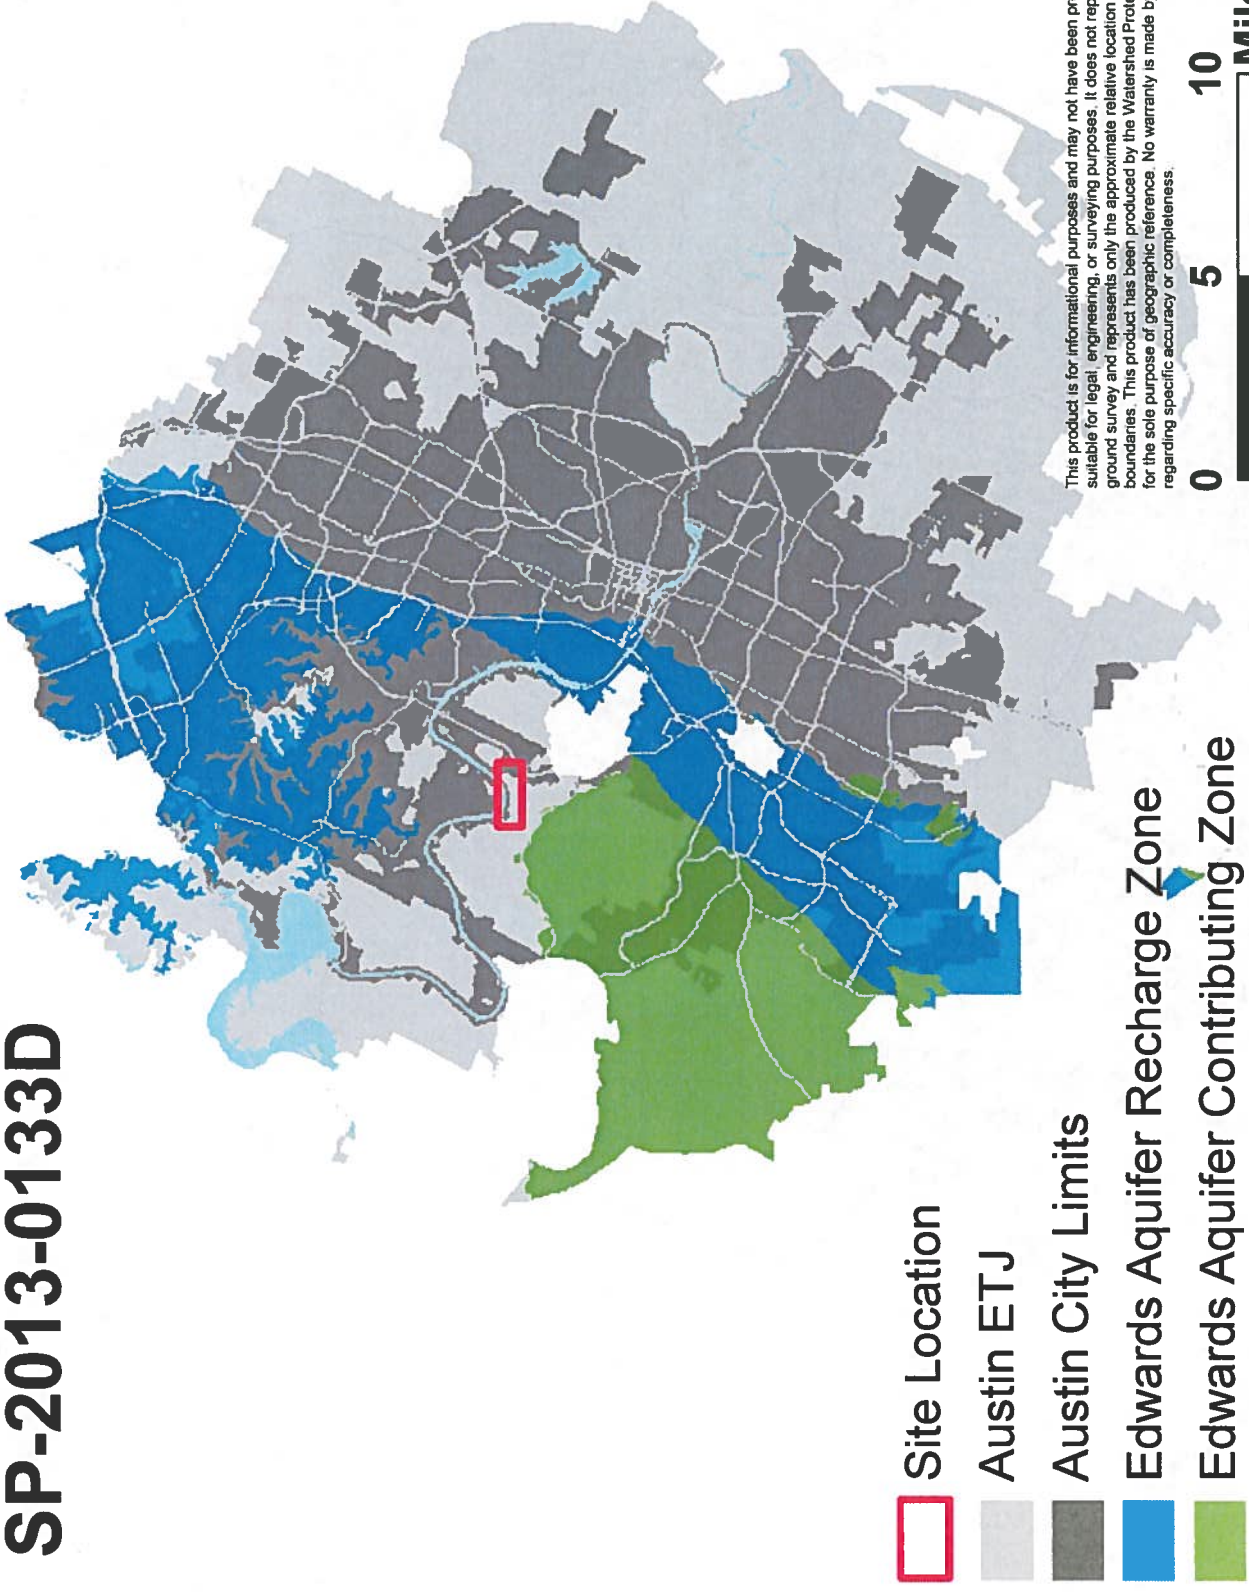 SP-2013-0133D
Site Location
Austin ETJ
Austin City Limits
Edwards Aquifer Recharge Zone
Edwards Aquifer Contributing Zone
This product is for informational purposes and may not have been
suitable for legal, engineering, or surveying purposes. It does not
ground survey and represents only the approximate relative location
boundaries. This product has been produced by the Watershed
for the sole purpose of geographic reference. No warranty is made
regarding specific accuracy or completeness.
0 5 10